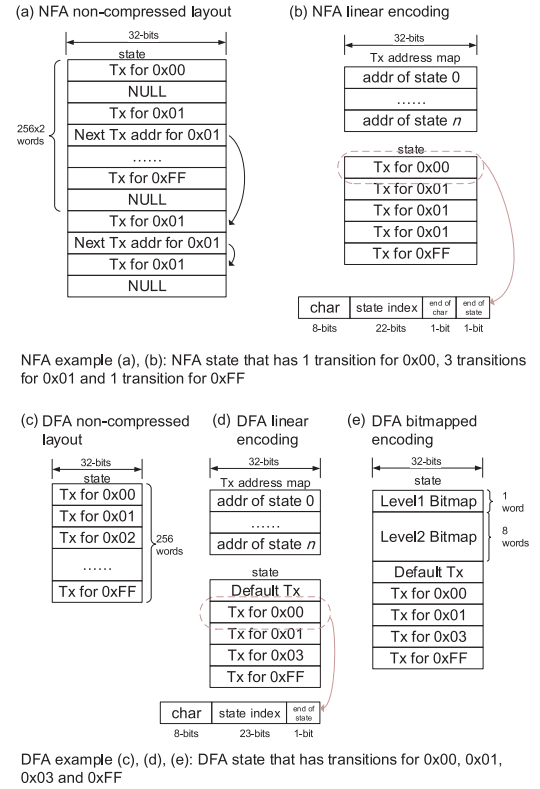 (a) NFA non-compressed layout
32-bits
state
Tx for 0x00
NULL
Tx for 0x01
Next Tx addr for 0x01
......
Tx for 0xFF
NULL
Tx for 0x01
Next Tx addr for 0x01
Tx for 0x01
NULL
256x2
words
(b) NFA linear encoding
32-bits
Tx address map
addr of state 0
......
addr of state n
state
Tx for 0x00
Tx for 0x01
Tx for 0x01
Tx for 0x01
Tx for 0xFF
char
state index
end of
char
end of
state
8-bits
22-bits
1-bit
1-bit
NFA example (a), (b): NFA state that has 1 transition for 0x00, 3 transitions
for 0x01 and 1 transition for 0xFF
(c) DFA non-compressed
layout
32-bits
state
Tx for 0x00
Tx for 0x01
Tx for 0x02
......
Tx for 0xFF
256
words
(d) DFA linear
encoding
32-bits
Tx address map
addr of state 0
......
addr of state n
state
Default Tx
Tx for 0x00
Tx for 0x01
Tx for 0x03
Tx for 0xFF
char
state index
end of
state
8-bits
23-bits
1-bit
(e) DFA bitmapped
encoding
32-bits
state
Level1 Bitmap
Level2 Bitmap
Default Tx
Tx for 0x00
Tx for 0x01
Tx for 0x03
Tx for 0xFF
1
word
8
words
DFA example (c), (d), (e): DFA state that has transitions for 0x00, 0x01,
0x03 and 0xFF